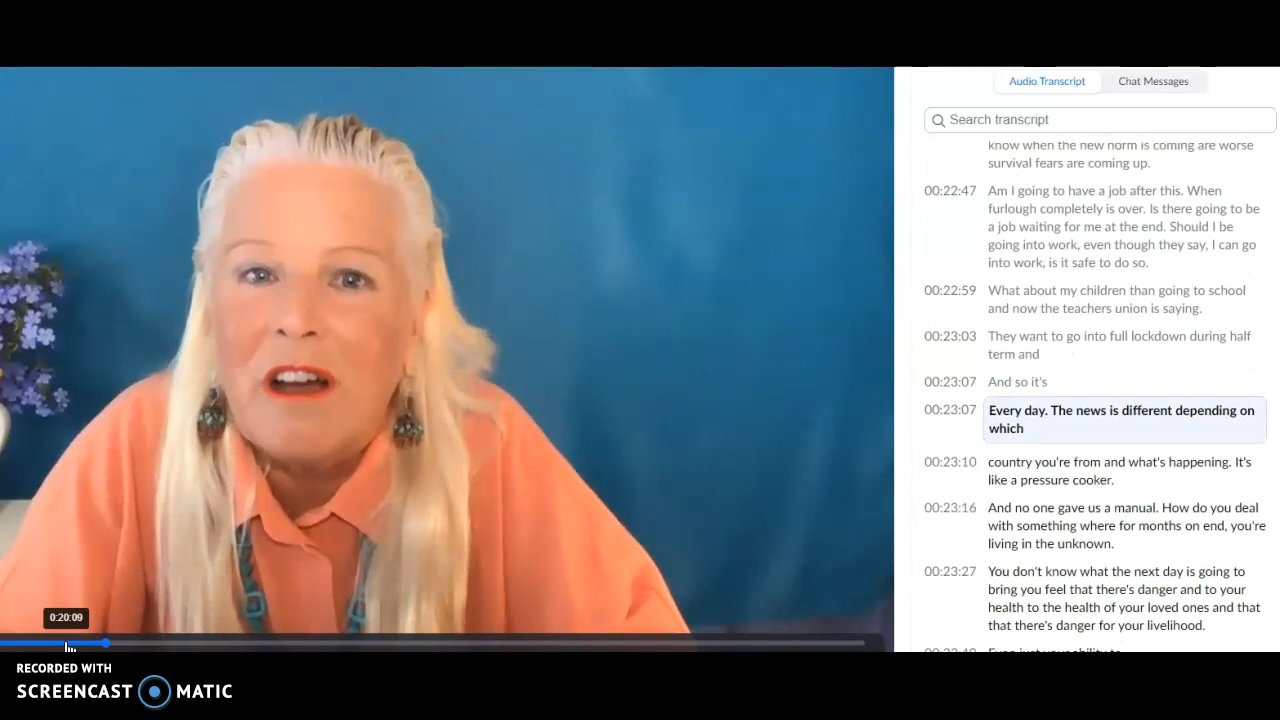 Audio Transcript
Chat Messages
Search transcript
know when the new norm is coming are worse
survival fears are coming up.
00:22:47
Am I going to have a job after this. When
furlough completely is over. Is there going to be
a job waiting for me at the end. Should I be
going into work, even though they say, I can go
into work, is it safe to do so.
00:22:59
What about my children than going to school
and now the teachers union is saying.
00:23:03
They want to go into full lockdown during half
term and
00:23:07
And so it's
00:23:07
Every day. The news is different depending on
which
00:23:10
country you're from and what's happening. It's
like a pressure cooker.
00:23:16
And no one gave us a manual. How do you deal
with something where for months on end, you're
living in the unknown.
00:23:27
You don't know what the next day is going to
bring you feel that there's danger and to your
health to the health of your loved ones and that
that there's danger for your livelihood.
0:20:09
RECORDED WITH
SCREENCAST MATIC